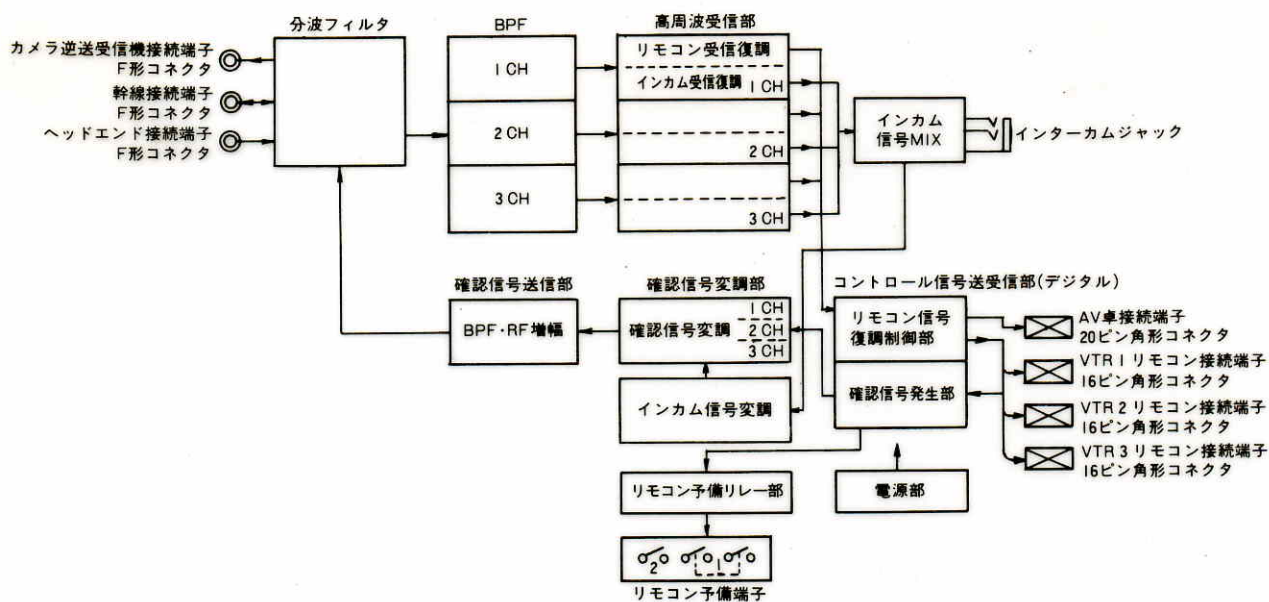 分波フィルタ
BPF
高周波受信部
カメラ逆送受信機接続端子
F形コネクタ
幹線接続端子
F形コネクタ
ヘッドエンド接続端子
F形コネクタ
1 CH
2 CH
3 CH
リモコン受信復調
インカム受信復調 1 CH
2 CH
3 CH
インカム
信号MIX
インターカムジャック
確認信号送信部
BPF・RF増幅
確認信号変調部
確認信号変調
1 CH
2 CH
3 CH
インカム信号変調
コントロール信号送受信部(デジタル)
リモコン信号
復調制御部
確認信号発生部
AV卓接続端子
20ピン角形コネクタ
VTR 1 リモコン接続端子
16ピン角形コネクタ
VTR 2 リモコン接続端子
16ピン角形コネクタ
VTR 3 リモコン接続端子
16ピン角形コネクタ
リモコン予備リレー部
電源部
2
1
リモコン予備端子